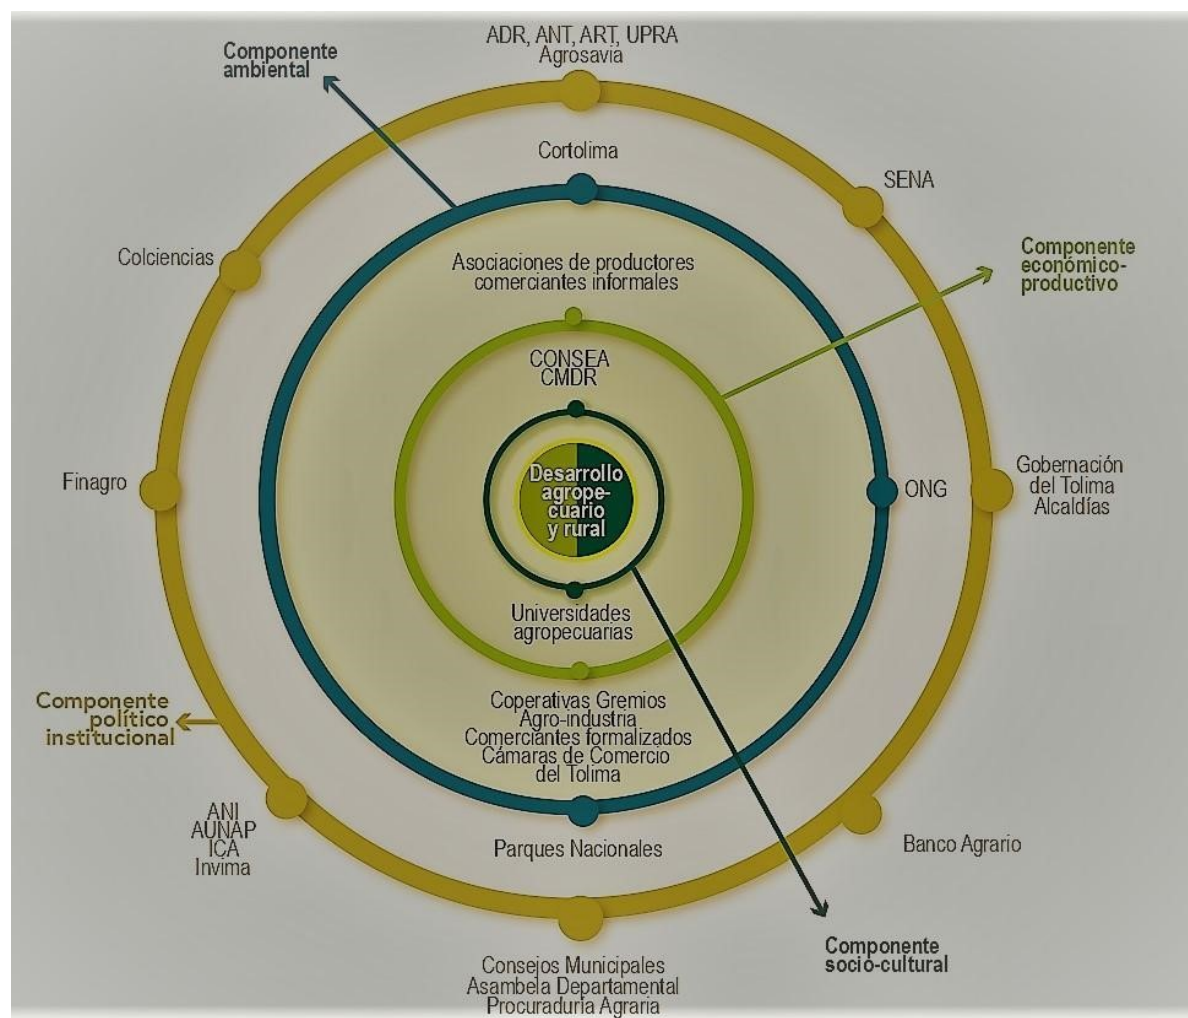 ADR, ANT, ART, UPRA
Agrosavia
Componente
ambiental
Cortolima
SENA
Colciencias
Asociaciones de productores
comerciantes informales
Componente
económico-
productivo
CONSEA
CMDR
Desarrollo
agrope-
cuario
y rural
Finagro
ONG
Gobernación
del Tolima
Alcaldías
Universidades
agropecuarias
Componente
político
institucional
Coperativas Gremios
Agro-industria
Comerciantes formalizados
Cámaras de Comercio
del Tolima
ANI
AUNAP
ICA
Invima
Parques Nacionales
Banco Agrario
Componente
socio-cultural
Consejos Municipales
Asambela Departamental
Procuraduría Agraria